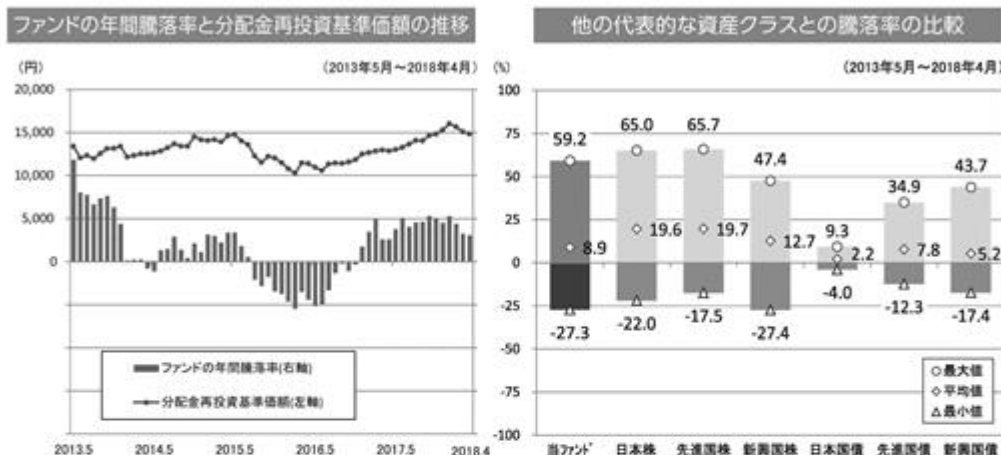 ファンドの年間騰落率と分配金再投資基準価額の推移
(円)
(2013年5月～2018年4月)
20,000
15,000
10,000
5,000
0
ファンドの年間騰落率(右軸)
分配金再投資基準価額(左軸)
2013.5 2014.5 2015.5 2016.5 2017.5 2018.4
他の代表的な資産クラスとの騰落率の比較
(%)
(2013年5月～2018年4月)
100
75
50
25
0
-25
-50
-75
-100
59.2 65.0 65.7 47.4 9.3 34.9 43.7
8.9 19.6 19.7 12.7 2.2 7.8 5.2
-27.3 -22.0 -17.5 -27.4 -4.0 -12.3 -17.4
最大値
平均値
最小値
当ファンド 日本株 先進国株 新興国株 日本国債 先進国債 新興国債